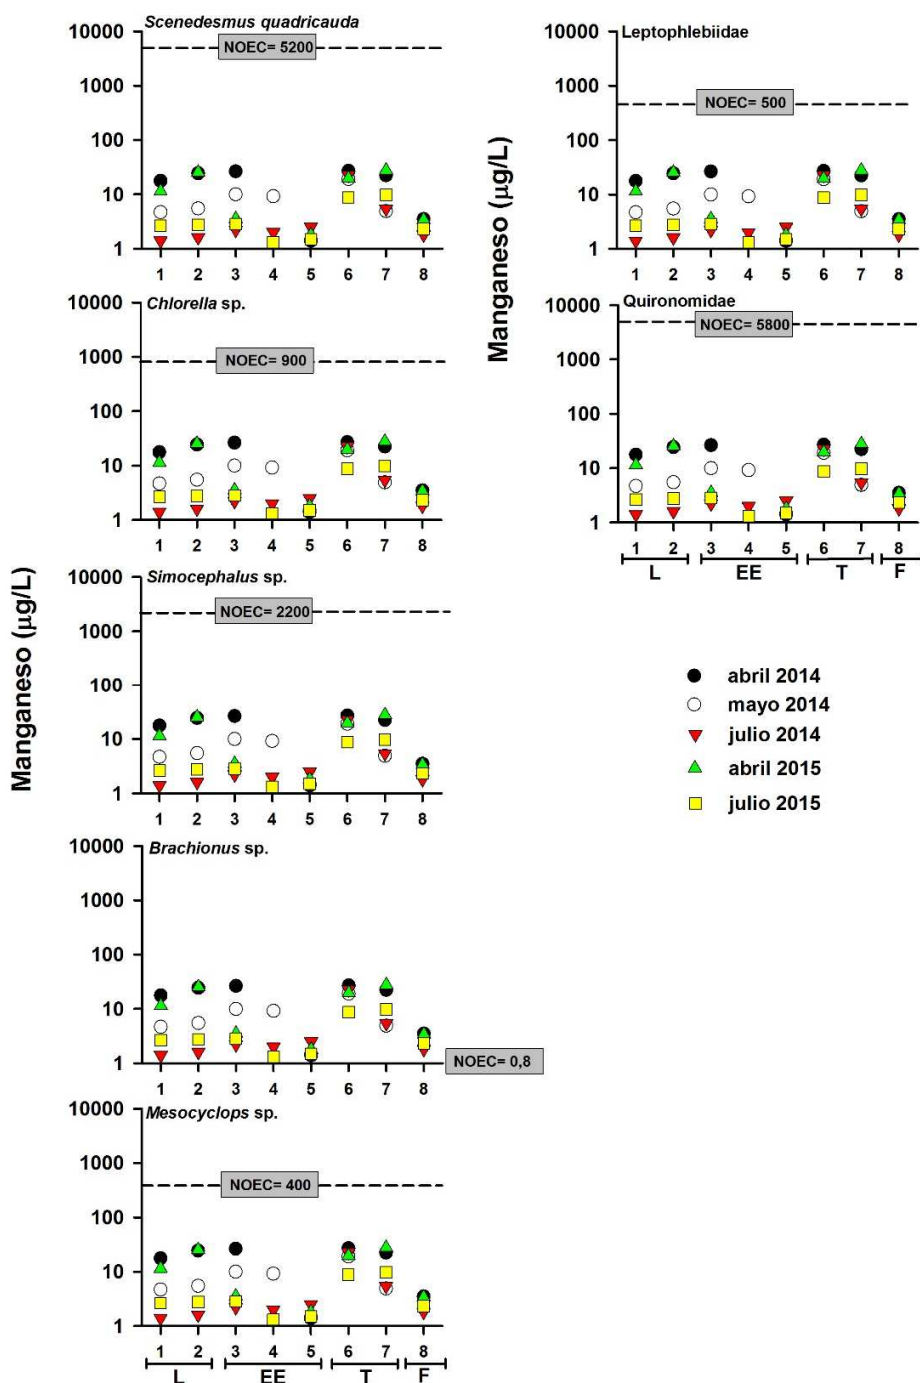 Scenedesmus quadricauda
10000
NOEC= 5200
1000
100
10
1
1 2 3 4 5 6 7 8
Chlorella sp.
10000
1000
NOEC= 900
100
10
1
1 2 3 4 5 6 7 8
Simocephalus sp.
10000
NOEC= 2200
1000
100
10
1
1 2 3 4 5 6 7 8
Brachionus sp.
10000
1000
100
10
1
NOEC= 0,8
1 2 3 4 5 6 7 8
Mesocyclops sp.
10000
1000
NOEC= 400
100
10
1
1 2 3 4 5 6 7 8
L EE T F
Manganeso (µg/L)
Leptophlebiidae
10000
1000
NOEC= 500
100
10
1
1 2 3 4 5 6 7 8
Quironomidae
10000
NOEC= 5800
1000
100
10
1
1 2 3 4 5 6 7 8
L EE T F
Manganeso (µg/L)
abril 2014
mayo 2014
julio 2014
abril 2015
julio 2015